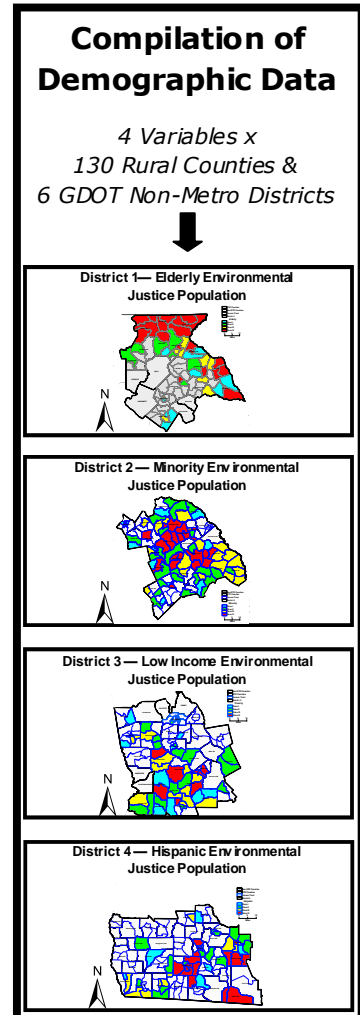 Compilation of
Demographic Data
4 Variables x
130 Rural Counties &
6 GDOT Non-Metro Districts
District 1— Elderly Environmental
Justice Population
N
District 2 — Minority Environmental
Justice Population
N
District 3 — Low Income Environmental
Justice Population
N
District 4 — Hispanic Environmental
Justice Population
N